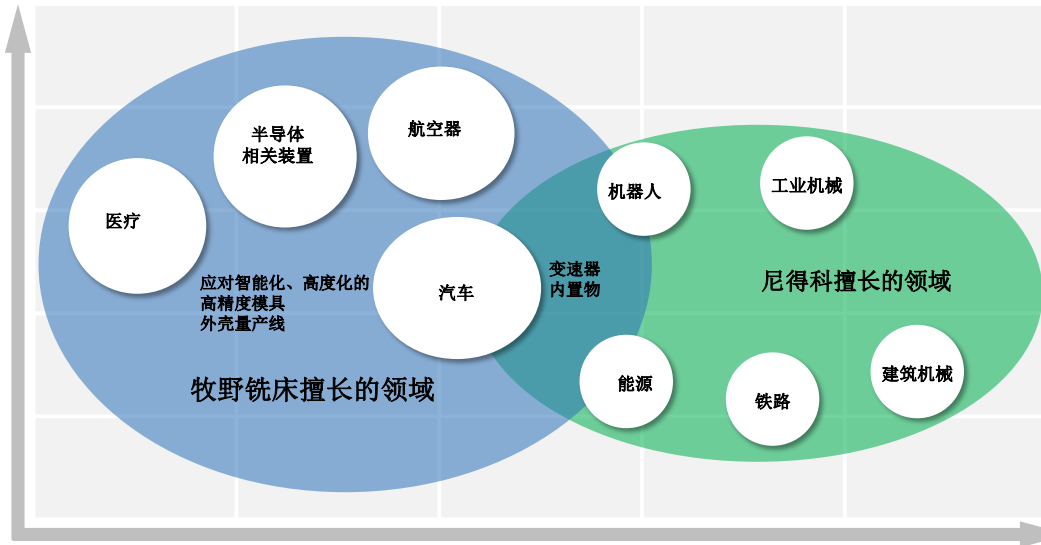 航空器
半导体
相关装置
医疗
机器人
工业机械
应对智能化、高度化的
高精度模具
外壳量产线
汽车
变速器
内置物
尼得科擅长的领域
牧野铣床擅长的领域
能源
铁路
建筑机械